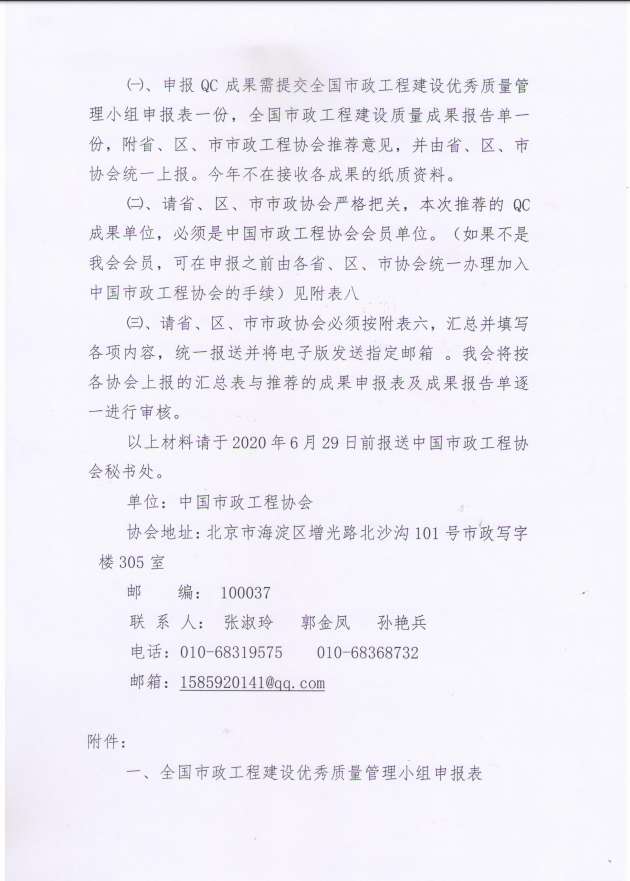 ㈠、申报 QC 成果需提交全国市政工程建设优秀质量管
理小组申报表一份，全国市政工程建设质量成果报告单一
份，附省、区、市市政工程协会推荐意见，并由省、区、市
协会统一上报。今年不在接收各成果的纸质资料。
㈡、请省、区、市市政协会严格把关，本次推荐的 QC
成果单位，必须是中国市政工程协会会员单位。（如果不是
我会会员，可在申报之前由各省、区、市协会统一办理加入
中国市政工程协会的手续）见附表八
㈢、请省、区、市市政协会必须按附表六，汇总并填写
各项内容，统一报送并将电子版发送指定邮箱 。我会将按
各协会上报的汇总表与推荐的成果申报表及成果报告单逐
一进行审核。
以上材料请于 2020 年 6 月 29 日前报送中国市政工程协
会秘书处。
单位：中国市政工程协会
协会地址：北京市海淀区增光路北沙沟 101 号市政写字
楼 305 室
邮 编： 100037
联 系 人： 张淑玲 郭金凤 孙艳兵
电话：010-68319575 010-68368732
邮箱：1585920141@qq.com
附件：
一、全国市政工程建设优秀质量管理小组申报表